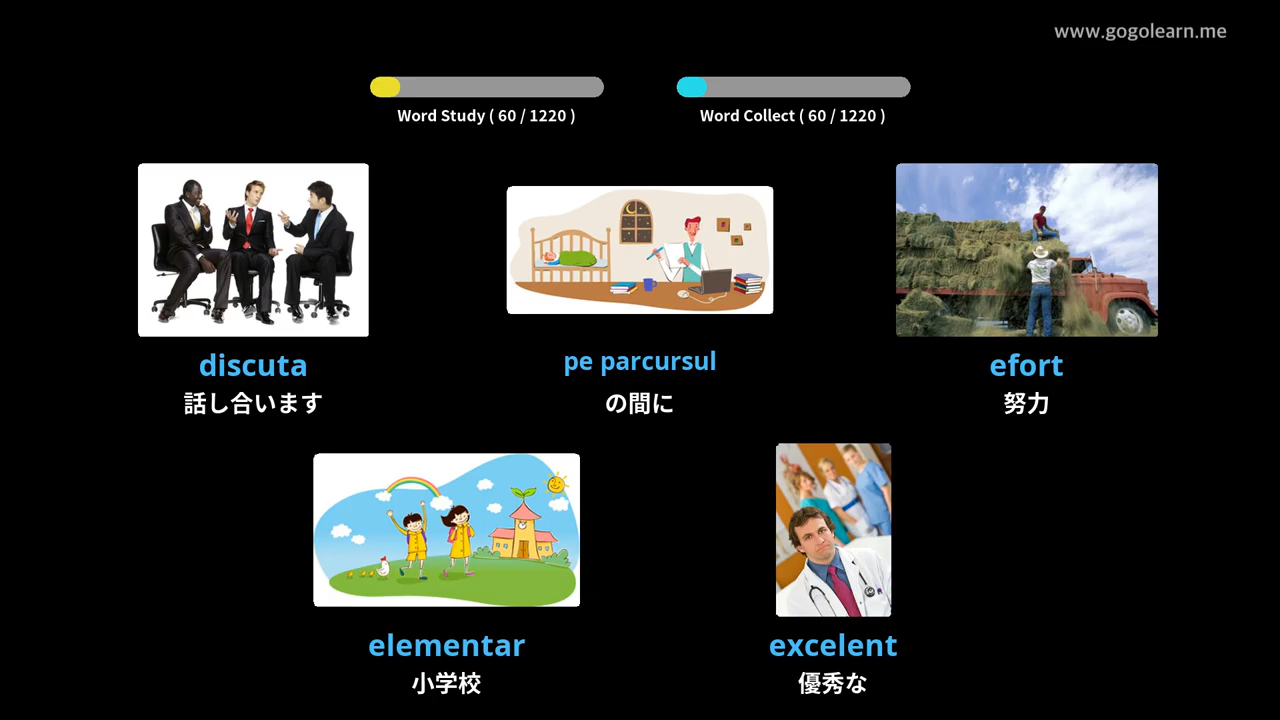 www.gogolearn.me
Word Study ( 60 / 1220 )
Word Collect ( 60 / 1220 )
discuta
話し合います
pe parcursul
の間に
efort
努力
elementar
小学校
excelent
優秀な